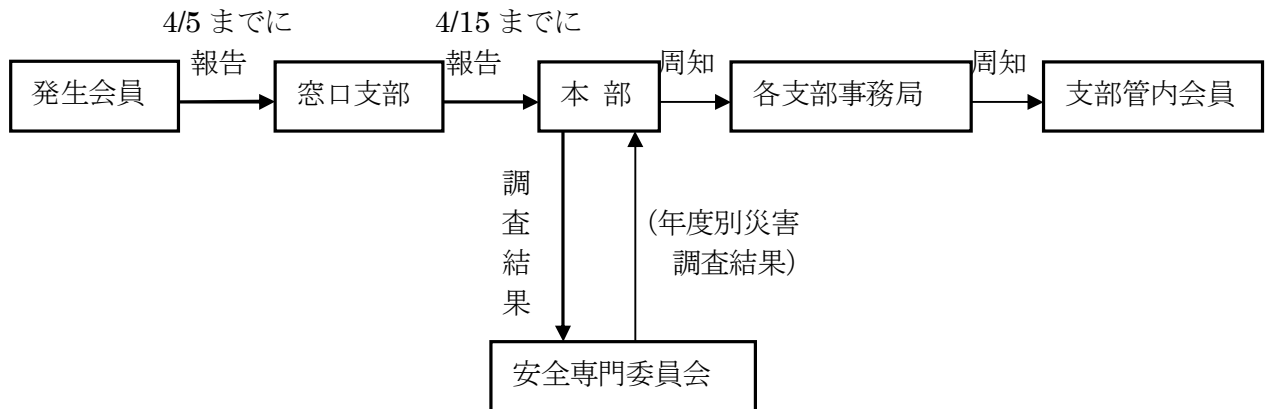 4/5 までに
報告
4/15 までに
報告
周知
周知
発生会員
窓口支部
本 部
各支部事務局
支部管内会員
調査結果
(年度別災害
調査結果)
安全専門委員会